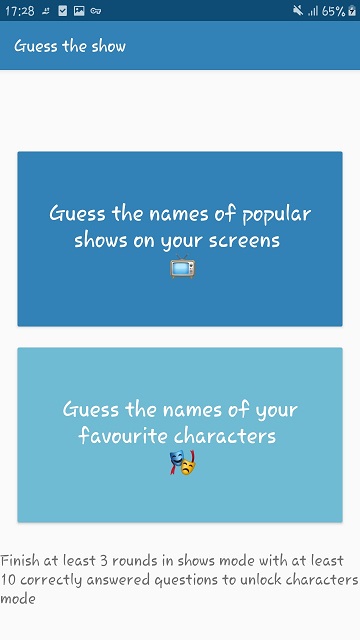 17:28 65%
Guess the show
Guess the names of popular
shows on your screens
Guess the names of your
favourite characters
Finish at least 3 rounds in shows mode with at least
10 correctly answered questions to unlock characters
mode